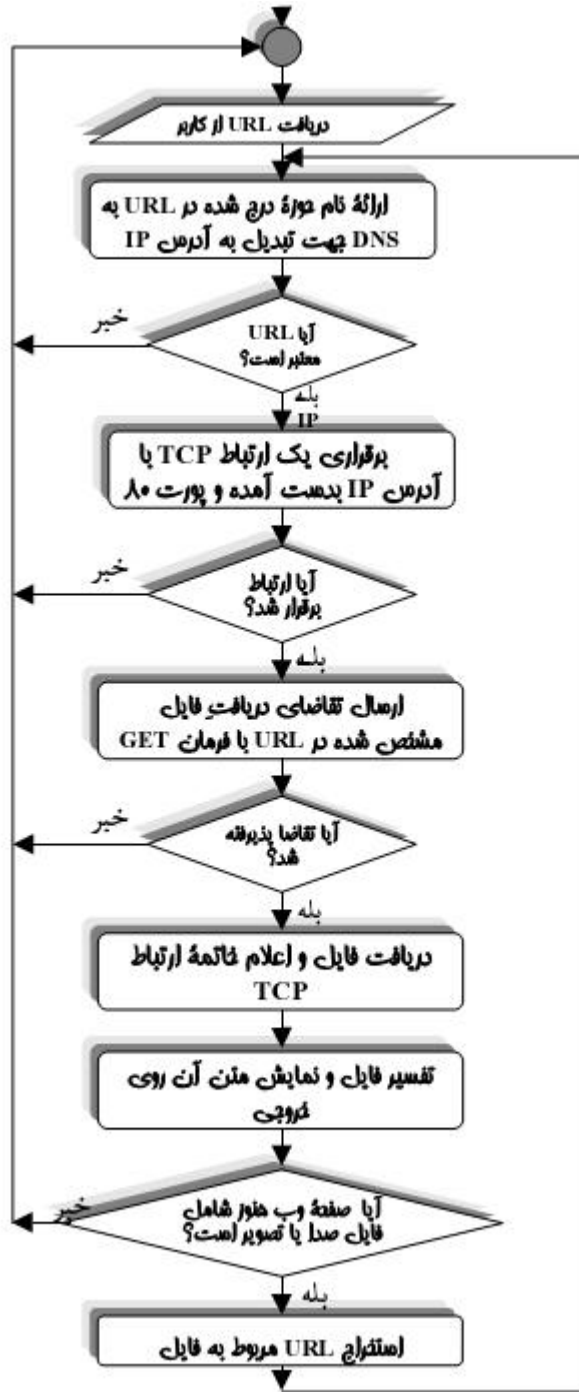 دریافت URL از کاربر
ارائۀ نام حوزۀ درج شده در URL به
DNS جهت تبدیل به آدرس IP
خیر
آیا URL
معتبر است؟
بله
IP
برقراری یک ارتباط TCP با
آدرس IP بدست آمده و پورت ۸۰
خیر
آیا ارتباط
برقرار شد؟
بله
ارسال تقاضای دریافتِ فایل
مشخص شده در URL با فرمان GET
خیر
آیا تقاضا پذیرفته
شد؟
بله
دریافت فایل و اعلام خاتمۀ ارتباط
TCP
تفسیر فایل و نمایش متن آن روی
خروجی
خیر
آیا صفحۀ وب هنوز شامل
فایل صدا یا تصویر است؟
بله
استخراج URL مربوط به فایل